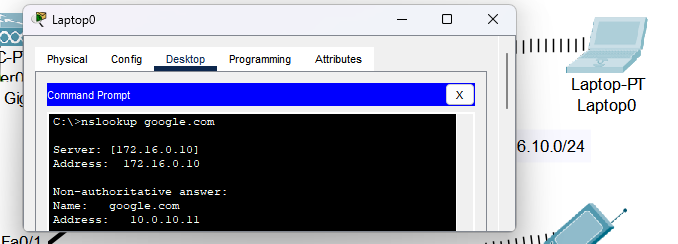 Laptop0
Physical Config Desktop Programming Attributes
Command Prompt
X
C:\>nslookup google.com
Server: [172.16.0.10]
Address: 172.16.0.10
Non-authoritative answer:
Name: google.com
Address: 10.0.10.11
Laptop-PT
Laptop0
6.10.0/24
C-P
er0
Gig
Fa0/1